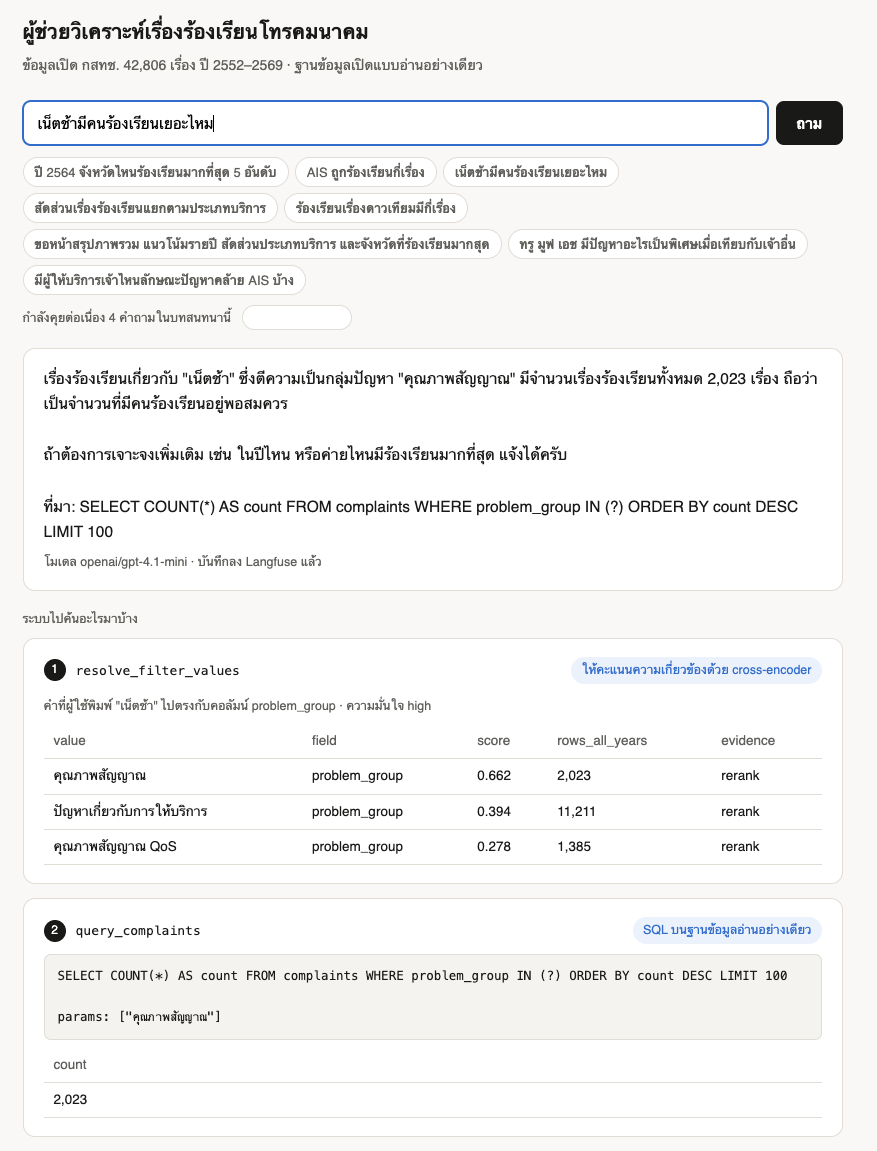 ผู้ช่วยวิเคราะห์เรื่องร้องเรียนโทรคมนาคม
ข้อมูลเปิด กสทช. 42,806 เรื่อง ปี 2552–2569 · ฐานข้อมูลเปิดแบบอ่านอย่างเดียว
เน็ตช้ามีคนร้องเรียนเยอะไหม ถาม
ปี 2564 จังหวัดไหนร้องเรียนมากที่สุด 5 อันดับ AIS ถูกร้องเรียนกี่เรื่อง เน็ตช้ามีคนร้องเรียนเยอะไหม
สัดส่วนเรื่องร้องเรียนแยกตามประเภทบริการ ร้องเรียนเรื่องดาวเทียมมีกี่เรื่อง
ขอหน้าสรุปภาพรวม แนวโน้มรายปี สัดส่วนประเภทบริการ และจังหวัดที่ร้องเรียนมากสุด ทรู มูฟ เอช มีปัญหาอะไรเป็นพิเศษเมื่อเทียบกับเจ้าอื่น
มีผู้ให้บริการเจ้าไหนลักษณะปัญหาคล้าย AIS บ้าง
กำลังคุยต่อเนื่อง 4 คำถามในบทสนทนานี้
เรื่องร้องเรียนเกี่ยวกับ "เน็ตช้า" ซึ่งตีความเป็นกลุ่มปัญหา "คุณภาพสัญญาณ" มีจำนวนเรื่องร้องเรียนทั้งหมด 2,023 เรื่อง ถือว่า
เป็นจำนวนที่มีคนร้องเรียนอยู่พอสมควร
ถ้าต้องการเจาะจงเพิ่มเติม เช่น ในปีไหน หรือค่ายไหนมีร้องเรียนมากที่สุด แจ้งได้ครับ
ที่มา: SELECT COUNT(*) AS count FROM complaints WHERE problem_group IN (?) ORDER BY count DESC
LIMIT 100
โมเดล openai/gpt-4.1-mini · บันทึกลง Langfuse แล้ว
ระบบไปค้นอะไรมาบ้าง
1 resolve_filter_values ให้คะแนนความเกี่ยวข้องด้วย cross-encoder
คำที่ผู้ใช้พิมพ์ "เน็ตช้า" ไปตรงกับคอลัมน์ problem_group · ความมั่นใจ high
value field score rows_all_years evidence
คุณภาพสัญญาณ problem_group 0.662 2,023 rerank
ปัญหาเกี่ยวกับการให้บริการ problem_group 0.394 11,211 rerank
คุณภาพสัญญาณ QoS problem_group 0.278 1,385 rerank
2 query_complaints SQL บนฐานข้อมูลอ่านอย่างเดียว
SELECT COUNT(*) AS count FROM complaints WHERE problem_group IN (?) ORDER BY count DESC LIMIT 100
params: ["คุณภาพสัญญาณ"]
count
2,023